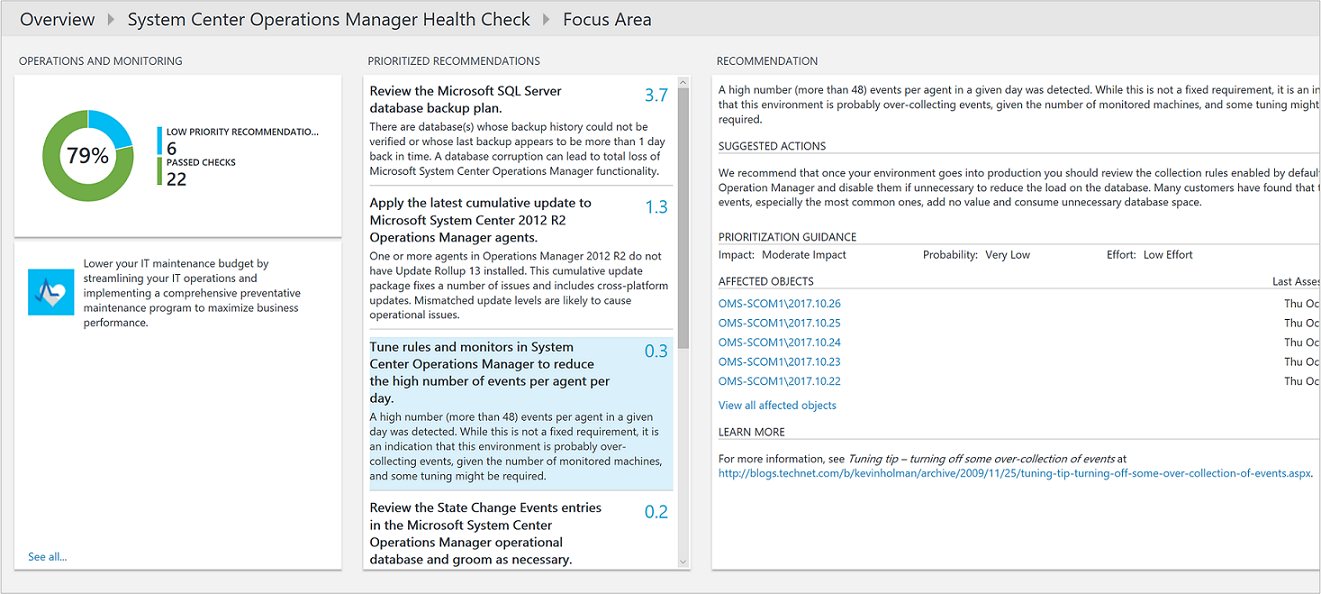 Overview System Center Operations Manager Health Check Focus Area
OPERATIONS AND MONITORING
79%
LOW PRIORITY RECOMMENDATIO...
6
PASSED CHECKS
22
Lower your IT maintenance budget by
streamlining your IT operations and
implementing a comprehensive preventative
maintenance program to maximize business
performance.
See all...
PRIORITIZED RECOMMENDATIONS
Review the Microsoft SQL Server
database backup plan.
3.7
There are database(s) whose backup history could not be
verified or whose last backup appears to be more than 1 day
back in time. A database corruption can lead to total loss of
Microsoft System Center Operations Manager functionality.
Apply the latest cumulative update to
Microsoft System Center 2012 R2
Operations Manager agents.
1.3
One or more agents in Operations Manager 2012 R2 do not
have Update Rollup 13 installed. This cumulative update
package fixes a number of issues and includes cross-platform
updates. Mismatched update levels are likely to cause
operational issues.
Tune rules and monitors in System
Center Operations Manager to reduce
the high number of events per agent per
day.
0.3
A high number (more than 48) events per agent in a given
day was detected. While this is not a fixed requirement, it is
an indication that this environment is probably over-
collecting events, given the number of monitored machines,
and some tuning might be required.
Review the State Change Events entries
in the Microsoft System Center
Operations Manager operational
database and groom as necessary.
0.2
RECOMMENDATION
A high number (more than 48) events per agent in a given day was detected. While this is not a fixed requirement, it is an in
that this environment is probably over-collecting events, given the number of monitored machines, and some tuning might
required.
SUGGESTED ACTIONS
We recommend that once your environment goes into production you should review the collection rules enabled by defaul
Operation Manager and disable them if unnecessary to reduce the load on the database. Many customers have found that t
events, especially the most common ones, add no value and consume unnecessary database space.
PRIORITIZATION GUIDANCE
Impact: Moderate Impact Probability: Very Low Effort: Low Effort
AFFECTED OBJECTS Last Asses
OMS-SCOM1\2017.10.26 Thu Oc
OMS-SCOM1\2017.10.25 Thu Oc
OMS-SCOM1\2017.10.24 Thu Oc
OMS-SCOM1\2017.10.23 Thu Oc
OMS-SCOM1\2017.10.22 Thu Oc
View all affected objects
LEARN MORE
For more information, see Tuning tip – turning off some over-collection of events at
http://blogs.technet.com/b/kevinholman/archive/2009/11/25/tuning-tip-turning-off-some-over-collection-of-events.aspx.